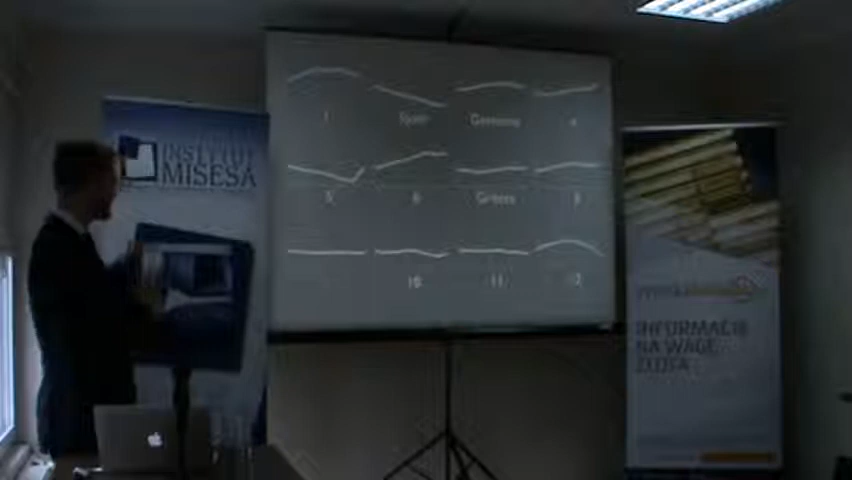 INSTYTUT
MISESA
1 Spain Germany 4
5 6 Greece 8
10 11 12
INFORMACJE
NA WAGĘ
ZŁOTA